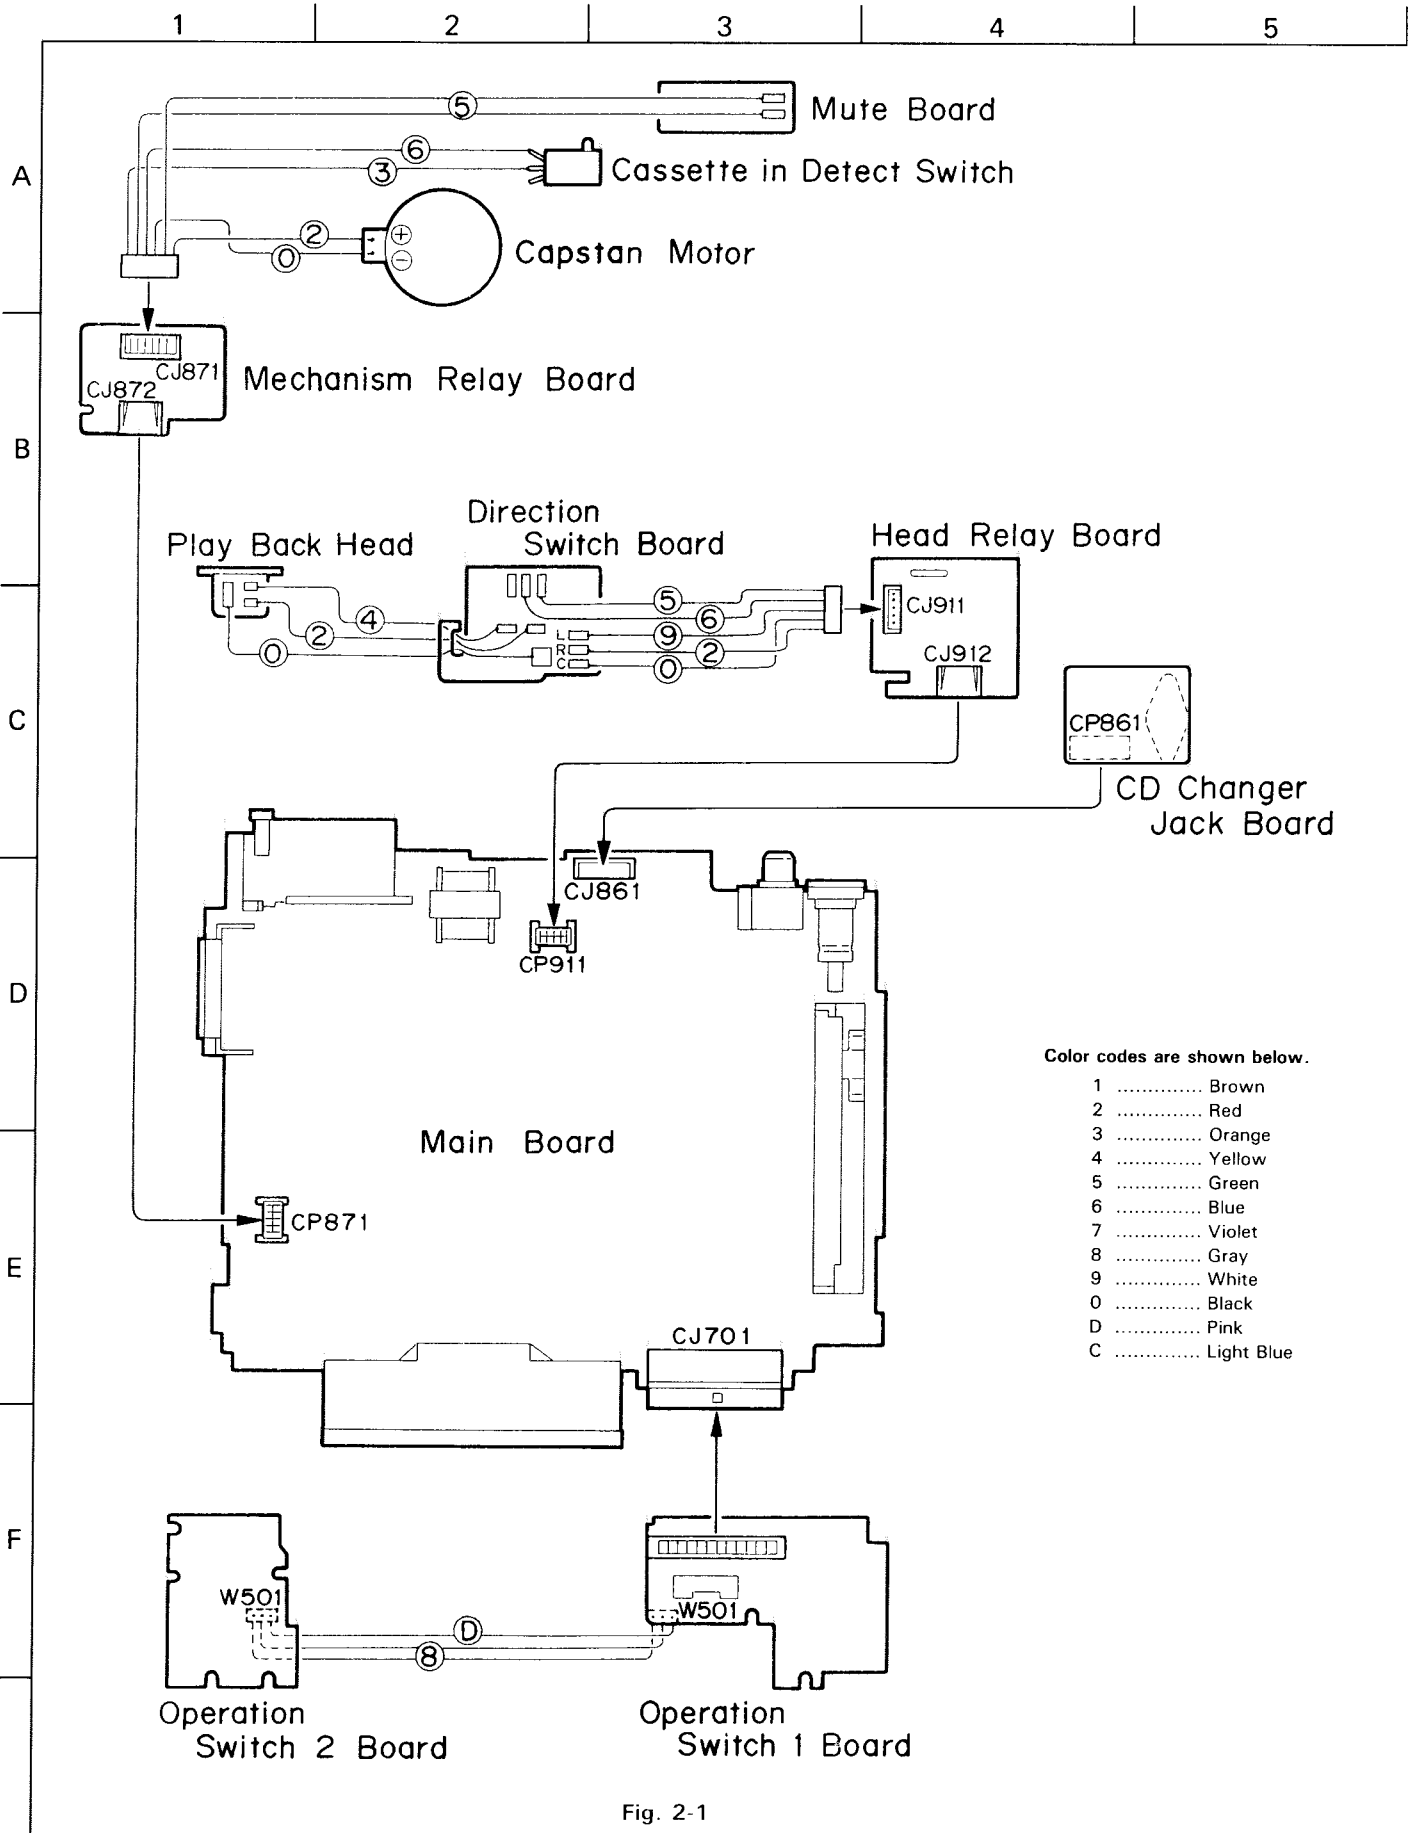 1 2 3 4 5
A
B
C
D
E
F
5
Mute Board
6
3
Cassette in Detect Switch
2
+
0
−
Capstan Motor
CJ871
CJ872
Mechanism Relay Board
Play Back Head
Direction
Switch Board
Head Relay Board
4
2
0
L
R
C
5
6
9
2
0
CJ911
CJ912
CP861
CD Changer
Jack Board
CJ861
CP911
Main Board
CP871
CJ701
Color codes are shown below.
1 .............. Brown
2 .............. Red
3 .............. Orange
4 .............. Yellow
5 .............. Green
6 .............. Blue
7 .............. Violet
8 .............. Gray
9 .............. White
0 .............. Black
D .............. Pink
C .............. Light Blue
W501
W501
D
8
Operation
Switch 2 Board
Operation
Switch 1 Board
Fig. 2-1